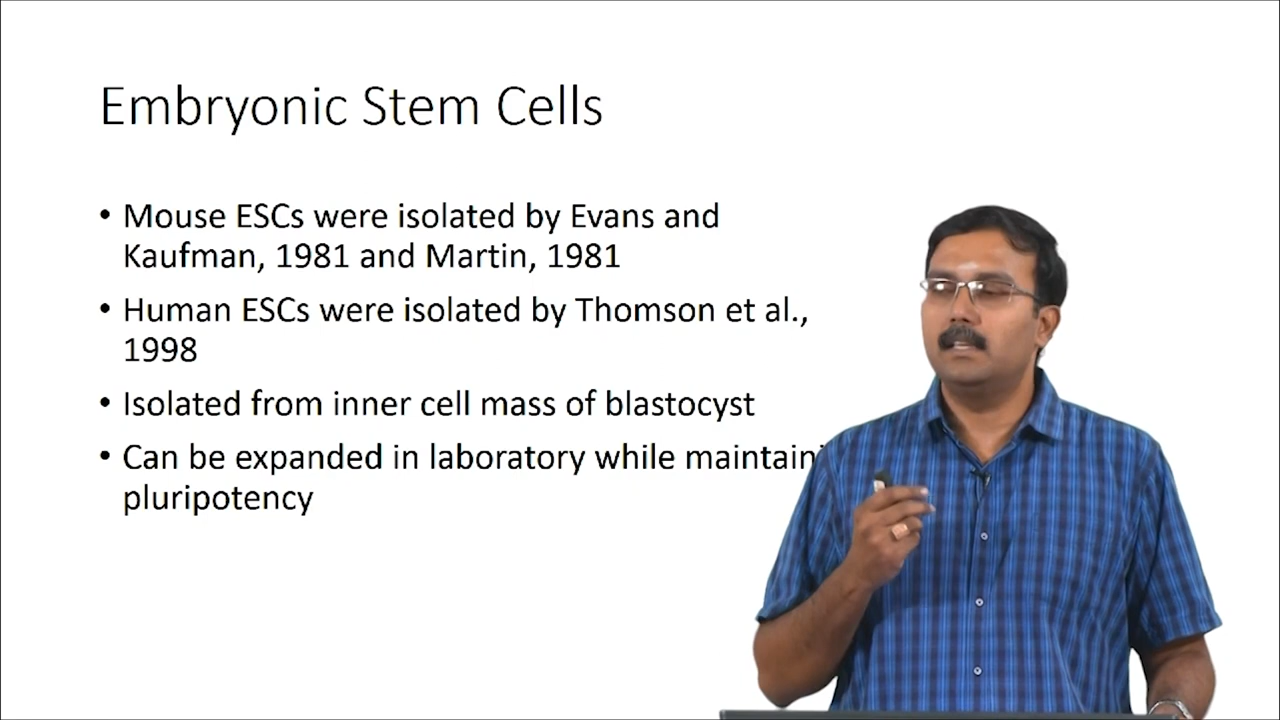 Embryonic Stem Cells
• Mouse ESCs were isolated by Evans and
Kaufman, 1981 and Martin, 1981
• Human ESCs were isolated by Thomson et al.,
1998
• Isolated from inner cell mass of blastocyst
• Can be expanded in laboratory while maintaini
pluripotency